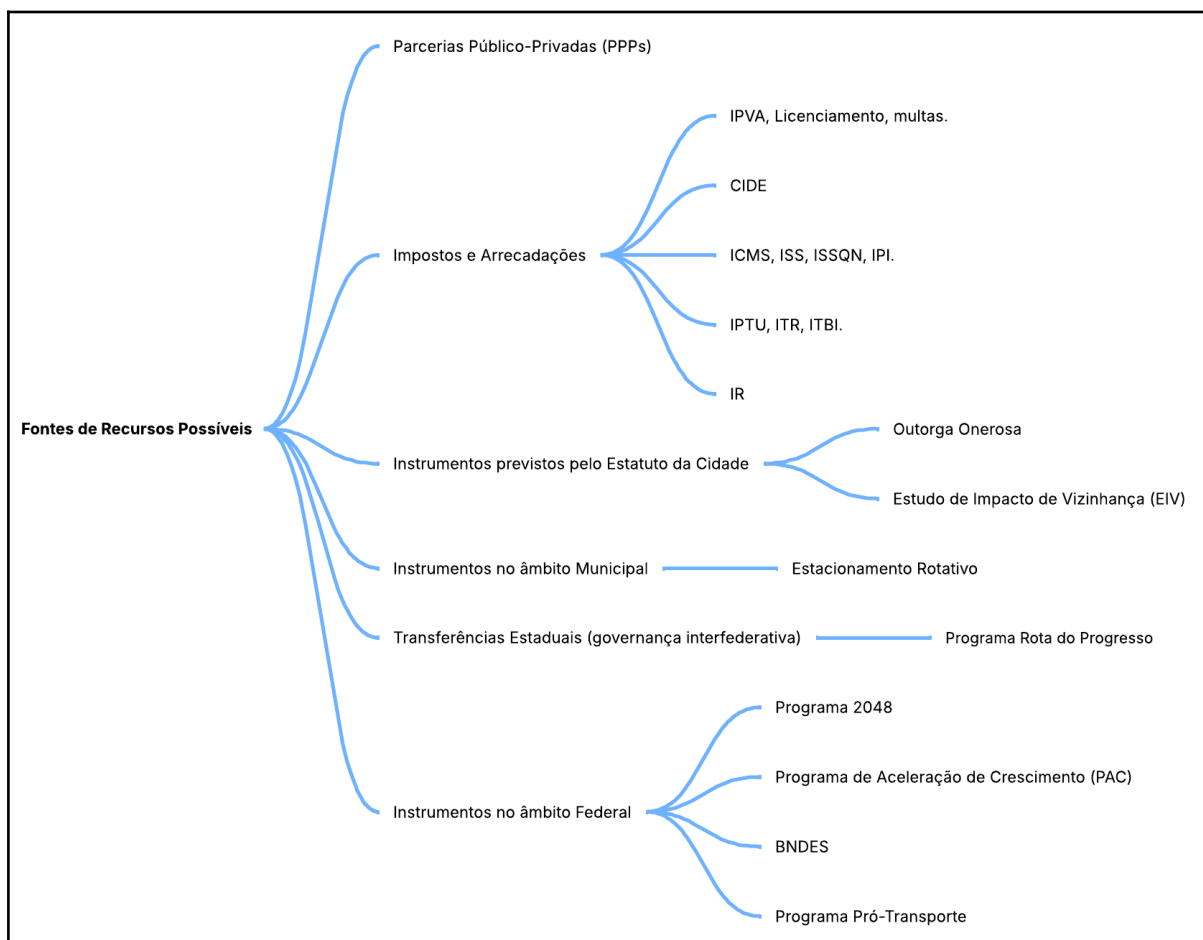 Parcerias Público-Privadas (PPPs)
IPVA, Licenciamento, multas.
CIDE
Impostos e Arrecadações
ICMS, ISS, ISSQN, IPI.
IPTU, ITR, ITBI.
IR
Fontes de Recursos Possíveis
Outorga Onerosa
Instrumentos previstos pelo Estatuto da Cidade
Estudo de Impacto de Vizinhança (EIV)
Instrumentos no âmbito Municipal
Estacionamento Rotativo
Transferências Estaduais (governança interfederativa)
Programa Rota do Progresso
Programa 2048
Programa de Aceleração de Crescimento (PAC)
Instrumentos no âmbito Federal
BNDES
Programa Pró-Transporte